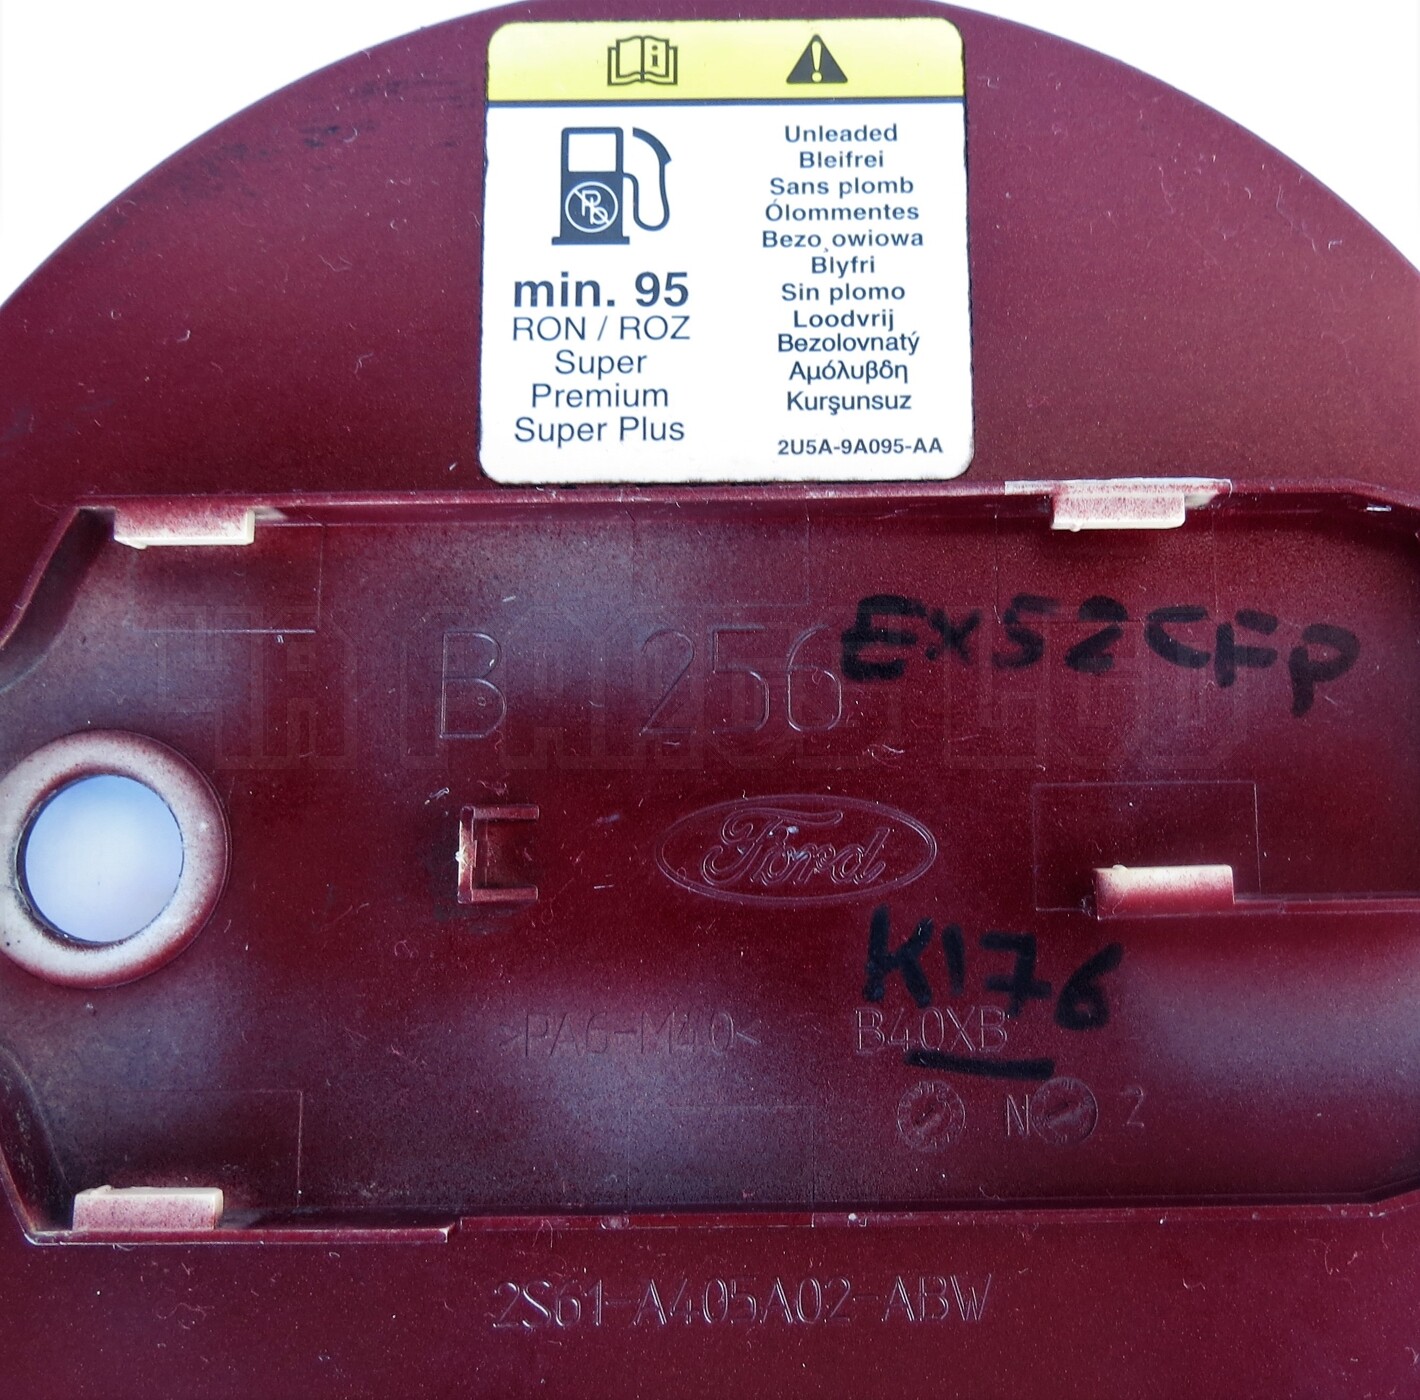 Pb
min. 95
RON / ROZ
Super
Premium
Super Plus
Unleaded
Bleifrei
Sans plomb
Ólommentes
Bezo¸owiowa
Blyfri
Sin plomo
Loodvrij
Bezolovnatý
Αμόλυβδη
Kurşunsuz
2U5A-9A095-AA
B 256
EX52CFP
Ford
K176
>PA6-M40< B40XB
N 2
2S61-A405A02-ABW